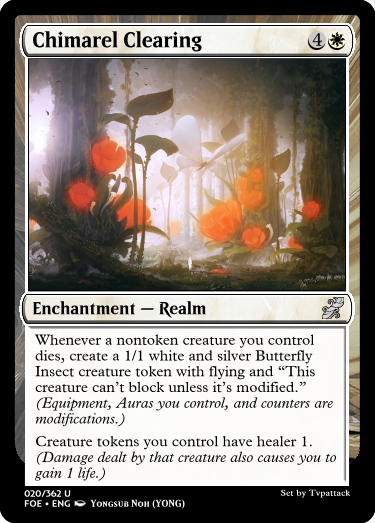 Chimarel Clearing 4
Enchantment — Realm
Whenever a nontoken creature you control
dies, create a 1/1 white and silver Butterfly
Insect creature token with flying and “This
creature can’t block unless it’s modified.”
(Equipment, Auras you control, and counters are
modifications.)
Creature tokens you control have healer 1.
(Damage dealt by that creature also causes you to
gain 1 life.)
020/362 U
FOE • ENG Yongsub Noh (YONG)
Set by Tvpattack